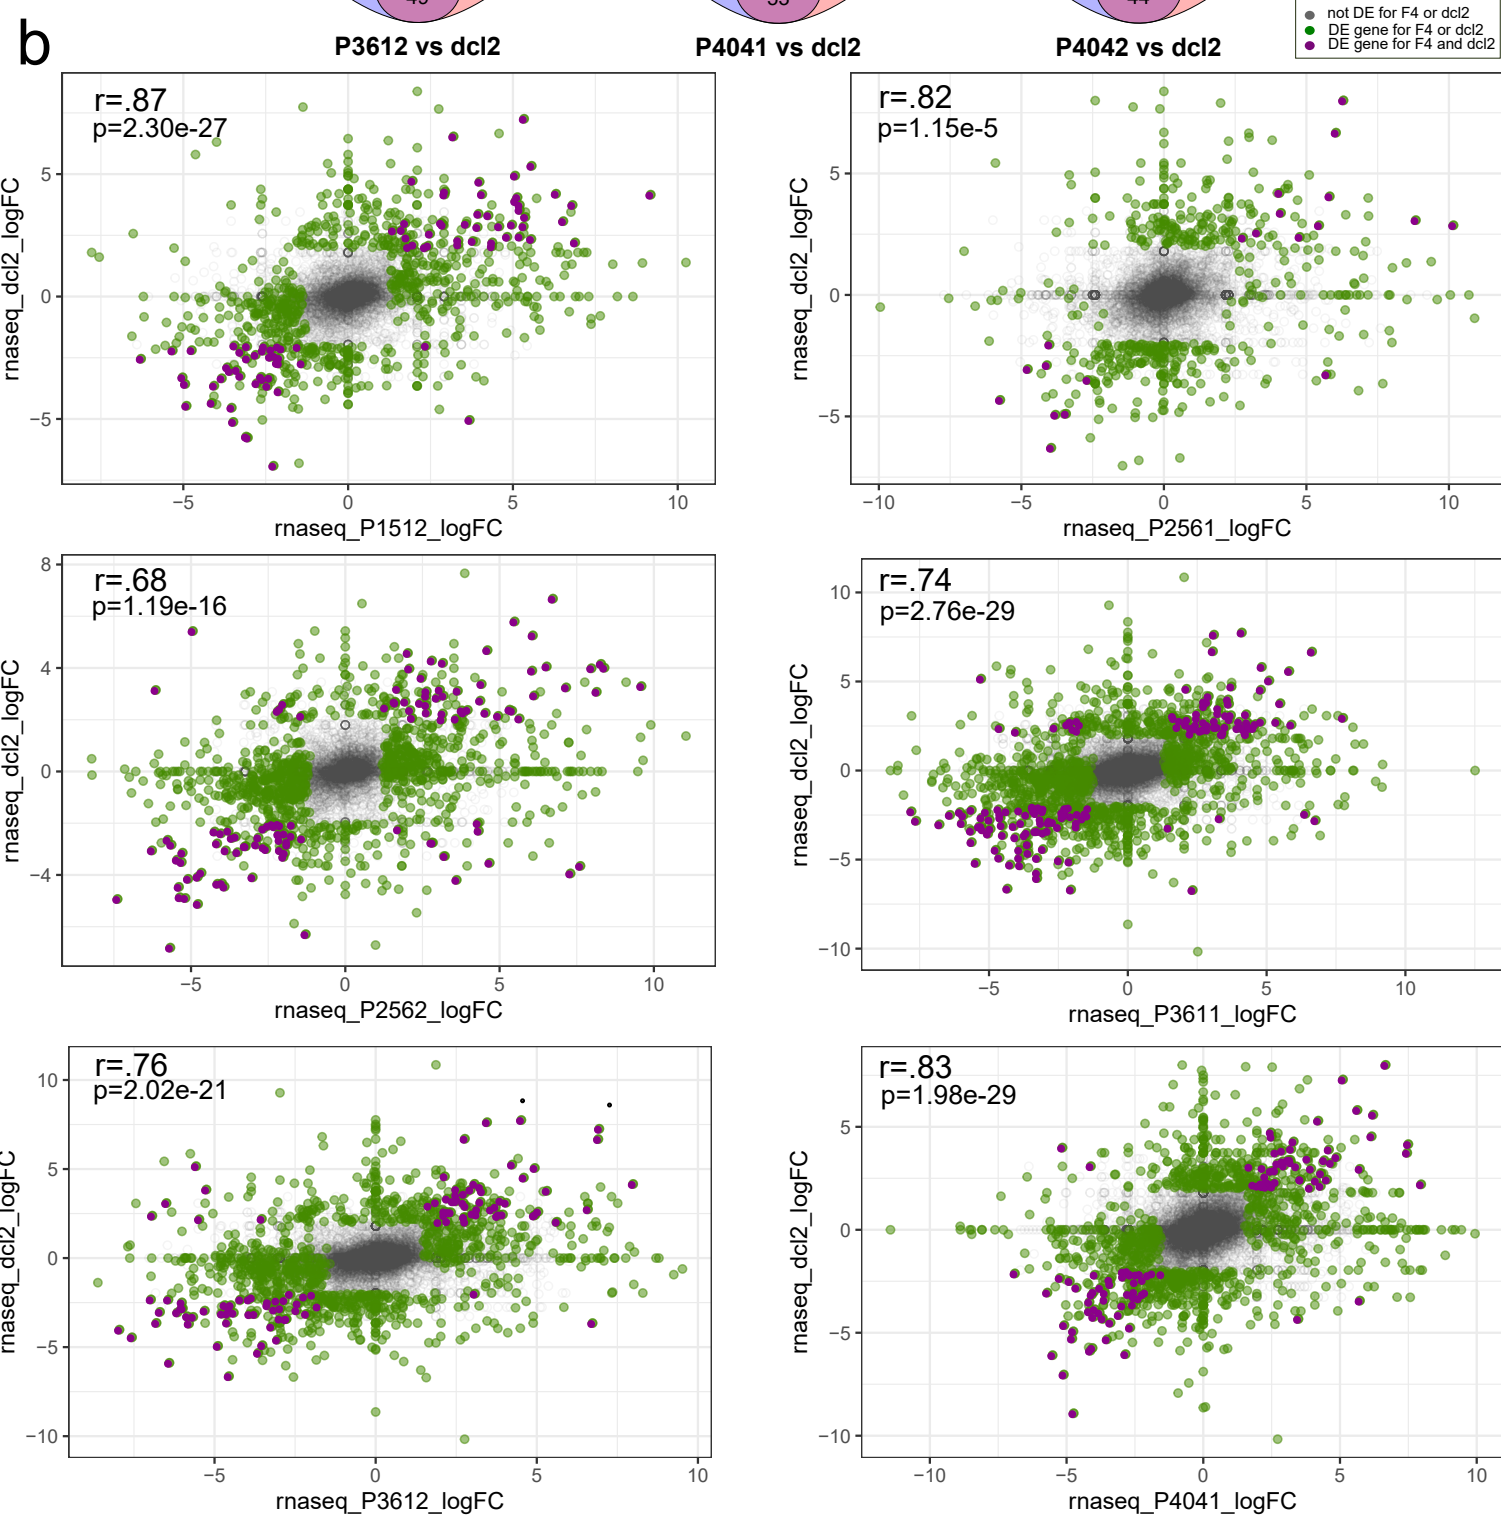 49
53
44
not DE for F4 or dcl2
DE gene for F4 or dcl2
DE gene for F4 and dcl2
b
P3612 vs dcl2
P4041 vs dcl2
P4042 vs dcl2
r=.87
p=2.30e-27
5
0
−5
rnaseq_dcl2_logFC
−5
0
5
10
rnaseq_P1512_logFC
r=.82
p=1.15e-5
5
0
−5
rnaseq_dcl2_logFC
−10
−5
0
5
10
rnaseq_P2561_logFC
r=.68
p=1.19e-16
8
4
0
−4
rnaseq_dcl2_logFC
−5
0
5
10
rnaseq_P2562_logFC
r=.74
p=2.76e-29
10
5
0
−5
−10
rnaseq_dcl2_logFC
−5
0
5
10
rnaseq_P3611_logFC
r=.76
p=2.02e-21
10
5
0
−5
−10
rnaseq_dcl2_logFC
−5
0
5
10
rnaseq_P3612_logFC
r=.83
p=1.98e-29
5
0
−5
−10
rnaseq_dcl2_logFC
−10
−5
0
5
10
rnaseq_P4041_logFC